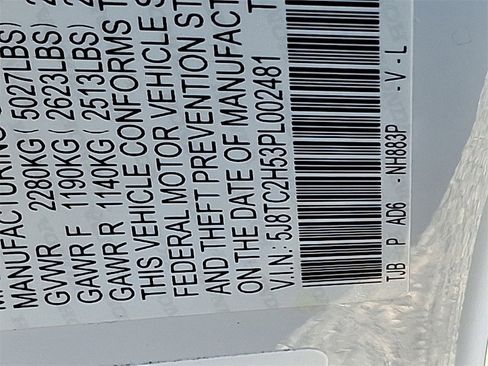 MANUFACTURING
GVWR 2280KG ( 5027LBS)
GAWR F 1190KG ( 2623LBS)
GAWR R 1140KG ( 2513LBS)
THIS VEHICLE CONFORMS T
FEDERAL MOTOR VEHICLE S
AND THEFT PREVENTION ST
ON THE DATE OF MANUFACT
V.I.N.: 5J8TC2H53PL002481 T
TJB P AD6 -NH883P -V-L